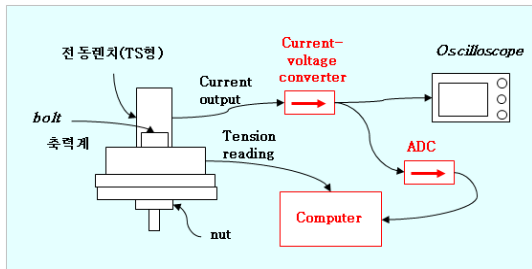 전동렌치(TS형)
bolt
축력계
Current
output
Tension
reading
nut
Current-
voltage
converter
Oscilloscope
ADC
Computer